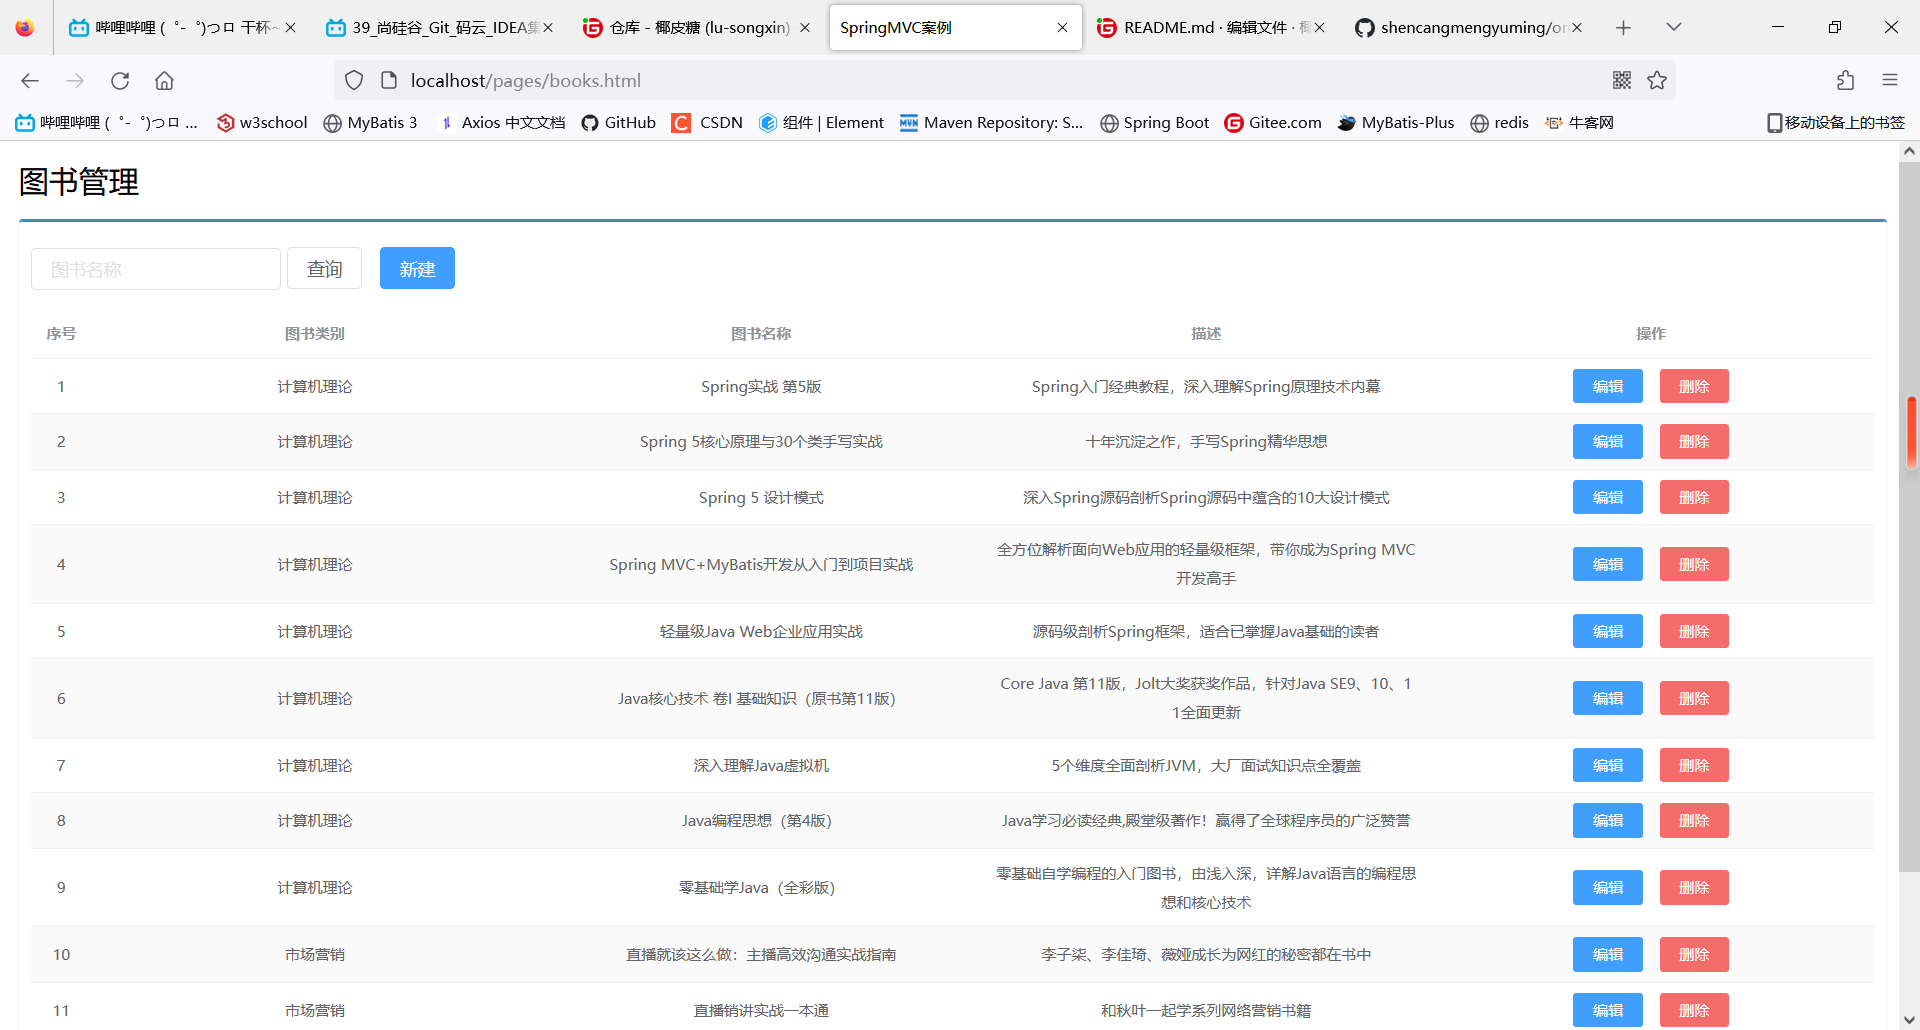 哔哩哔哩 (゜-゜)つロ 干杯~
39_尚硅谷_Git_码云_IDEA集
仓库 - 椰皮糖 (lu-songxin)
SpringMVC案例
README.md · 编辑文件 · 椰
shencangmengyuming/or
localhost/pages/books.html
哔哩哔哩 (゜-゜)つロ ...
w3school
MyBatis 3
Axios 中文文档
GitHub
CSDN
组件 | Element
Maven Repository: S...
Spring Boot
Gitee.com
MyBatis-Plus
redis
牛客网
移动设备上的书签
图书管理
图书名称 查询 新建
序号 图书类别 图书名称 描述 操作
1 计算机理论 Spring实战 第5版 Spring入门经典教程，深入理解Spring原理技术内幕 编辑 删除
2 计算机理论 Spring 5核心原理与30个类手写实战 十年沉淀之作，手写Spring精华思想 编辑 删除
3 计算机理论 Spring 5 设计模式 深入Spring源码剖析Spring源码中蕴含的10大设计模式 编辑 删除
4 计算机理论 Spring MVC+MyBatis开发从入门到项目实战 全方位解析面向Web应用的轻量级框架，带你成为Spring MVC
开发高手 编辑 删除
5 计算机理论 轻量级Java Web企业应用实战 源码级剖析Spring框架，适合已掌握Java基础的读者 编辑 删除
6 计算机理论 Java核心技术 卷I 基础知识（原书第11版） Core Java 第11版，Jolt大奖获奖作品，针对Java SE9、10、1
1全面更新 编辑 删除
7 计算机理论 深入理解Java虚拟机 5个维度全面剖析JVM，大厂面试知识点全覆盖 编辑 删除
8 计算机理论 Java编程思想（第4版） Java学习必读经典,殿堂级著作！赢得了全球程序员的广泛赞誉 编辑 删除
9 计算机理论 零基础学Java（全彩版） 零基础自学编程的入门图书，由浅入深，详解Java语言的编程思
想和核心技术 编辑 删除
10 市场营销 直播就该这么做：主播高效沟通实战指南 李子柒、李佳琦、薇娅成长为网红的秘密都在书中 编辑 删除
11 市场营销 直播销讲实战一本通 和秋叶一起学系列网络营销书籍 编辑 删除